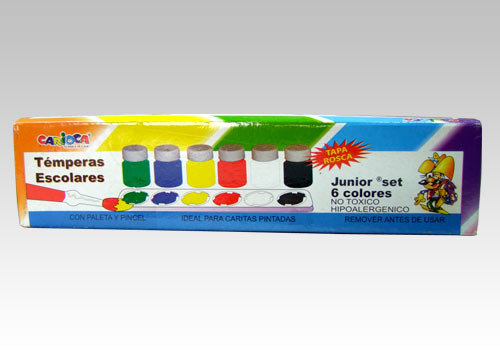 CARIOCA
Témperas
Escolares
TAPA
ROSCA
Junior ® set
6 colores
NO TOXICO
HIPOALERGENICO
CON PALETA Y PINCEL
IDEAL PARA CARITAS PINTADAS
REMOVER ANTES DE USAR